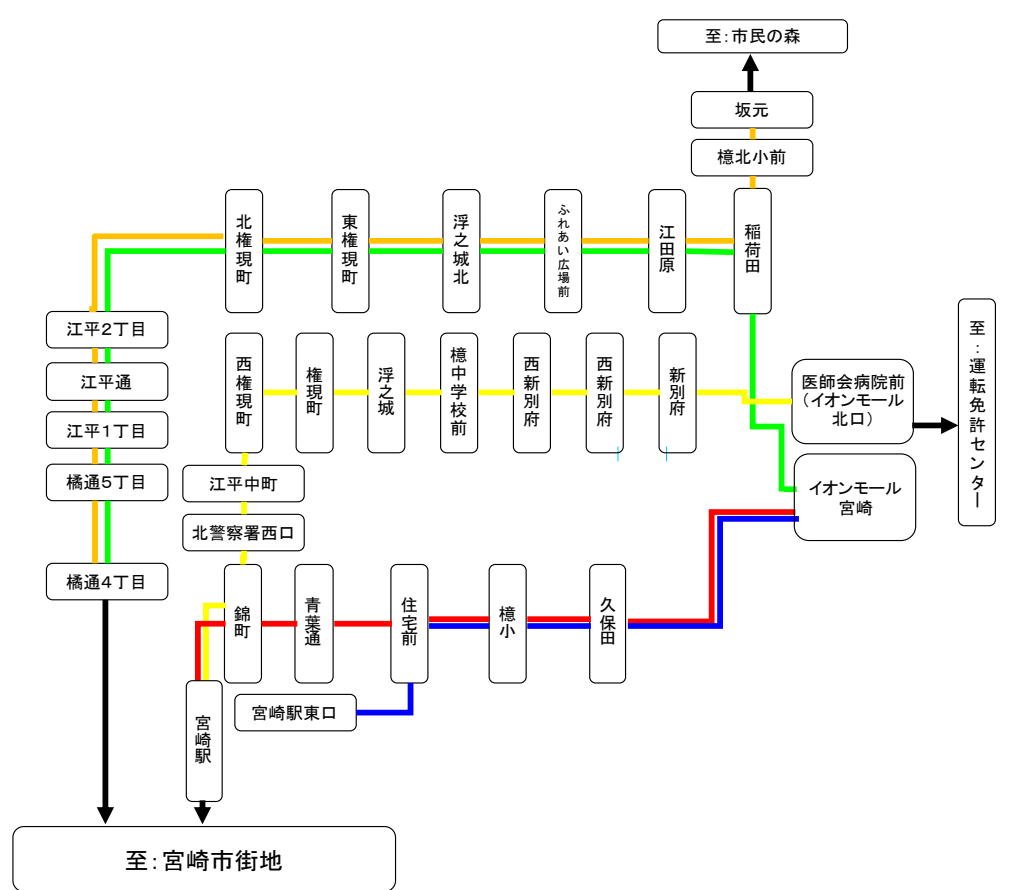 至：市民の森
坂元
檍北小前
北権現町
東権現町
浮之城北
ふれあい広場前
江田原
稲荷田
江平２丁目
江平通
江平１丁目
橘通５丁目
橘通４丁目
西権現町
権現町
浮之城
檍中学校前
西新別府
西新別府
新別府
医師会病院前
（イオンモール
北口）
至：運転免許センター
江平中町
北警察署西口
イオンモール
宮崎
錦町
青葉通
住宅前
檍小
久保田
宮崎駅東口
宮崎駅
至：宮崎市街地